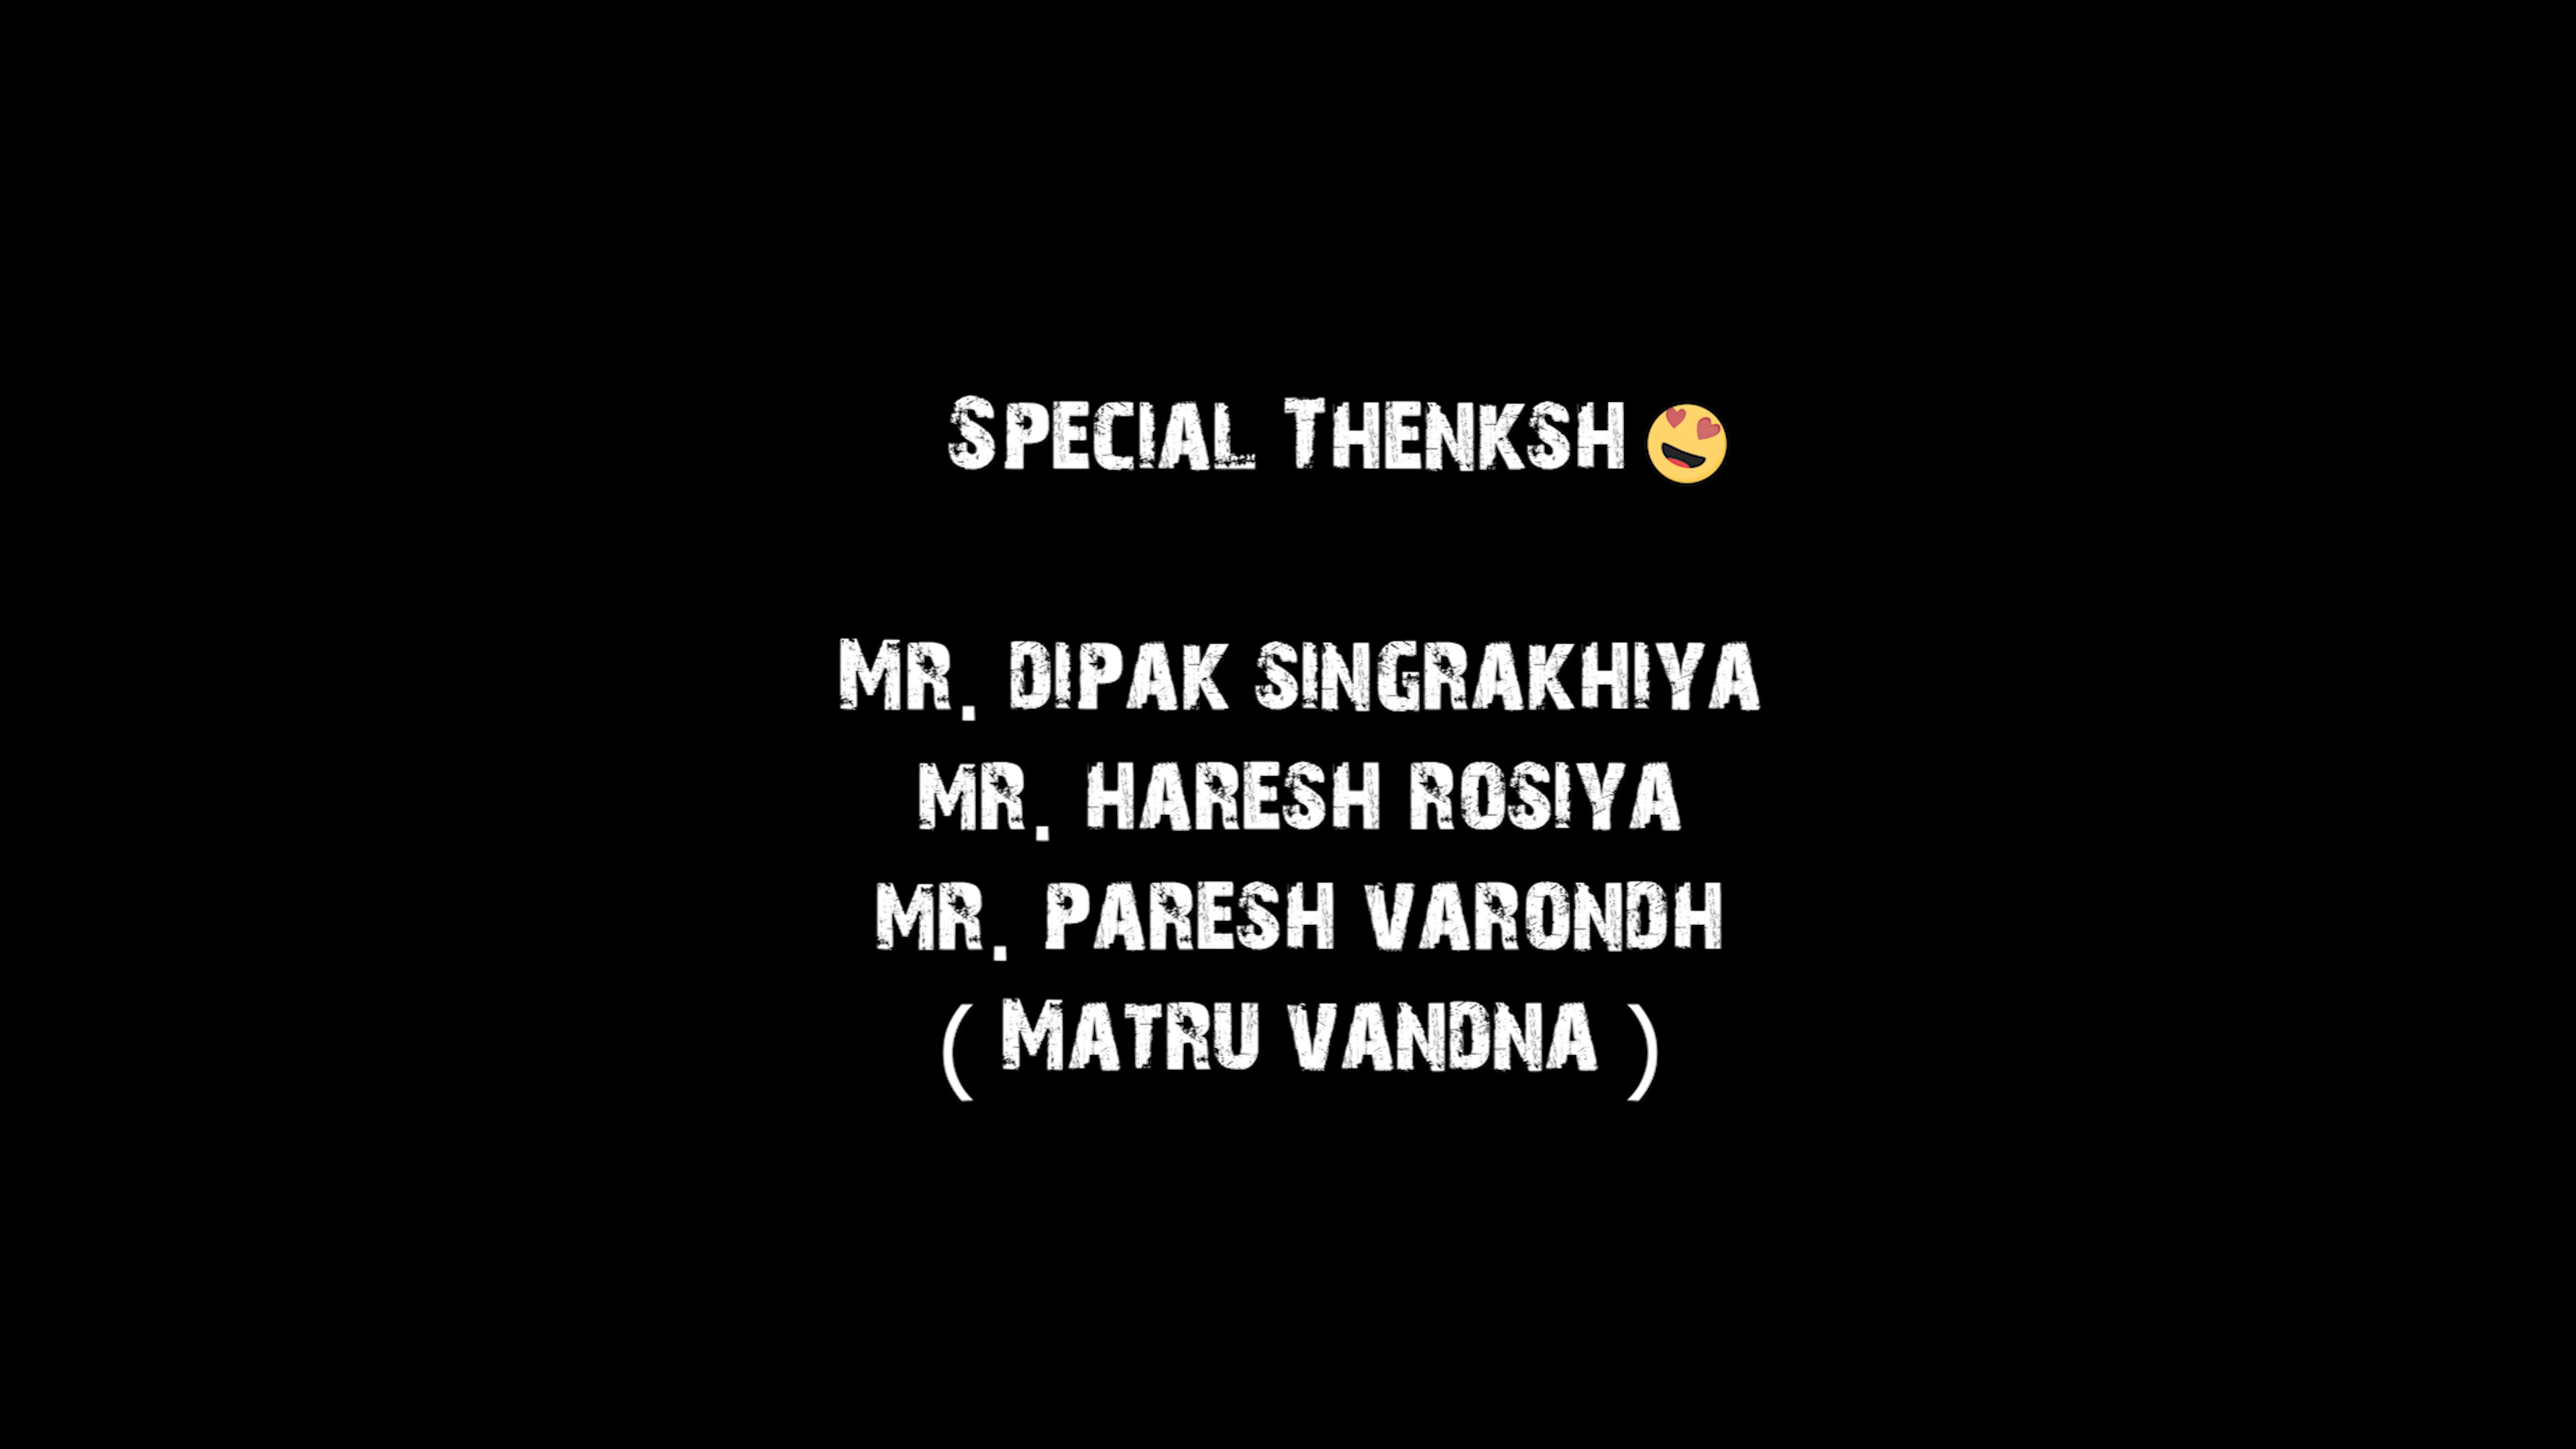 Special Thenksh 😍
Mr. Dipak Singrakhiya
Mr. Haresh Rosiya
Mr. Paresh Varondh
( Matru Vandna )